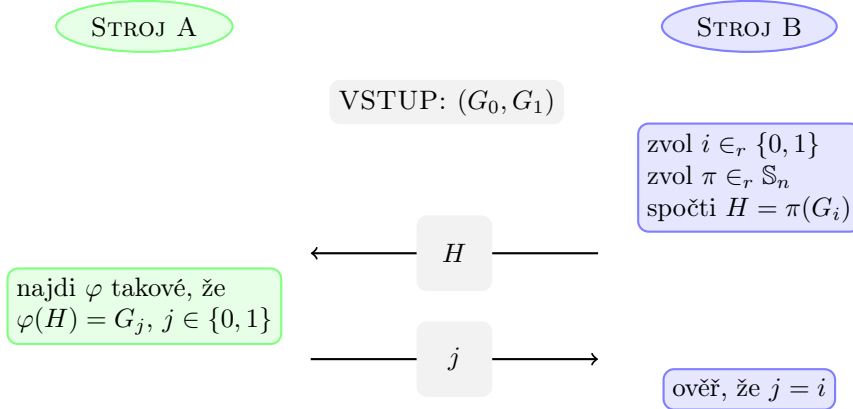 STROJ A
STROJ B
VSTUP: (G₀, G₁)
zvol i ∈ᵣ {0, 1}
zvol π ∈ᵣ 𝕊ₙ
spočti H = π(Gᵢ)
H
najdi φ takové, že
φ(H) = Gⱼ, j ∈ {0, 1}
j
ověř, že j = i